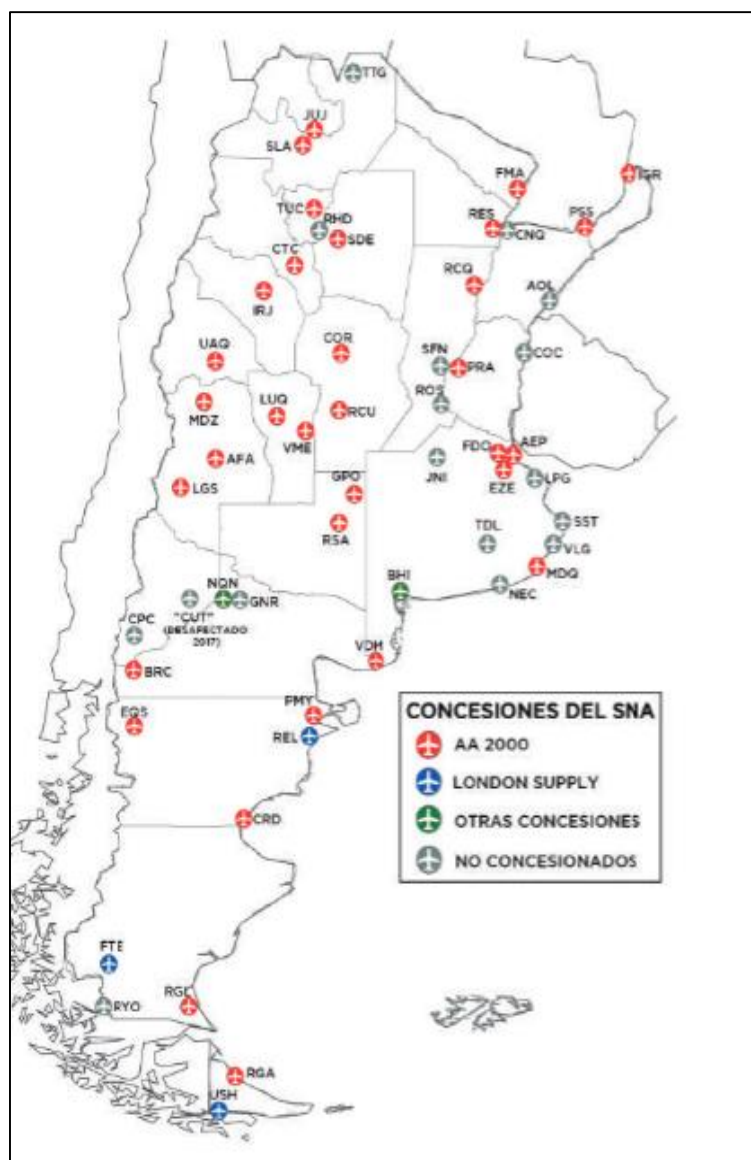 TTG
JUJ
SLA
FMA
IGR
TUC
RHD
RES
CNQ
PSS
CTC
SDE
RCQ
IRJ
AOL
UAQ
COR
SFN
PRA
COC
MDZ
LUQ
ROS
RCU
VME
AFA
FDO
AEP
JNI
EZE
LGS
GPO
LPG
RSA
TDL
SST
VLG
NQN
BHI
MDQ
GNR
NEC
CPC
"CUT"
(DESAFECTADO
2017)
BRC
VDM
EQS
PMY
REL
CRD
CONCESIONES DEL SNA
AA 2000
LONDON SUPPLY
OTRAS CONCESIONES
NO CONCESIONADOS
FTE
RYO
RGL
RGA
USH